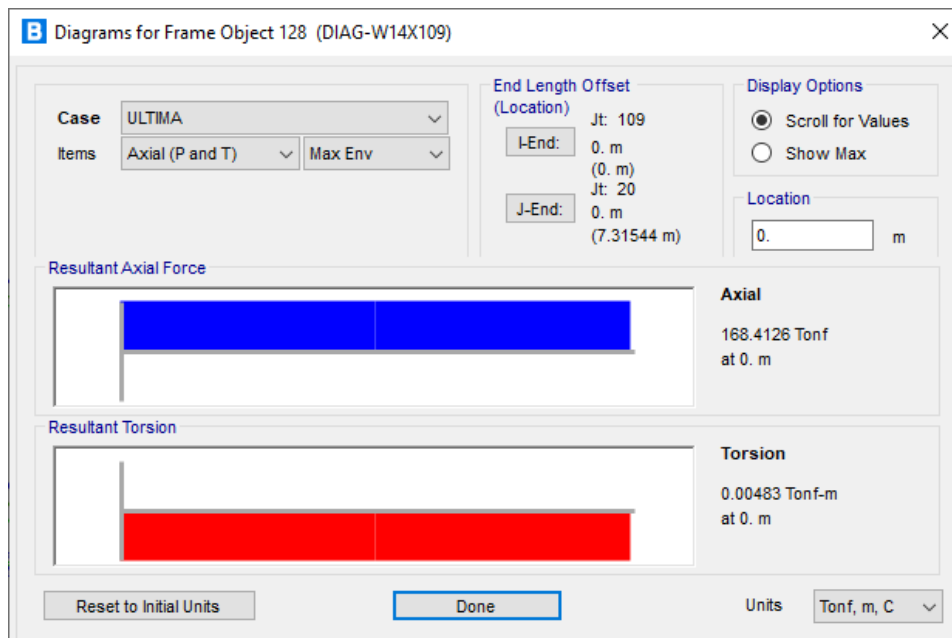 B Diagrams for Frame Object 128 (DIAG-W14X109)
Case ULTIMA
Items Axial (P and T) Max Env
End Length Offset
(Location)
I-End:
Jt: 109
0. m
(0. m)
J-End:
Jt: 20
0. m
(7.31544 m)
Display Options
Scroll for Values
Show Max
Location
0. m
Resultant Axial Force
Axial
168.4126 Tonf
at 0. m
Resultant Torsion
Torsion
0.00483 Tonf-m
at 0. m
Reset to Initial Units
Done
Units Tonf, m, C